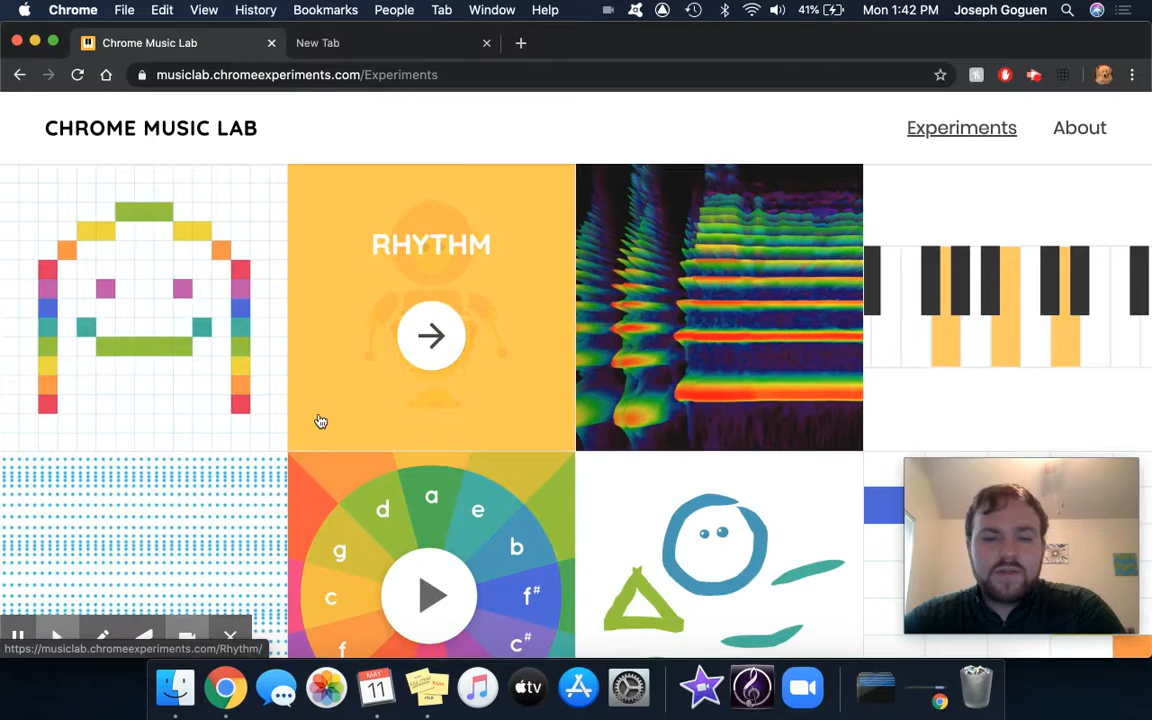 Chrome File Edit View History Bookmarks People Tab Window Help 41% Mon 1:42 PM Joseph Goguen
Chrome Music Lab New Tab
musiclab.chromeexperiments.com/Experiments
CHROME MUSIC LAB Experiments About
RHYTHM
a
d e
g b
c f#
f c#
https://musiclab.chromeexperiments.com/Rhythm/
MAY
11
tv